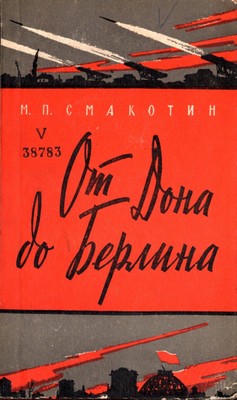 М. П. СМАКОТИН
V
38783
От Дона
до Берлина